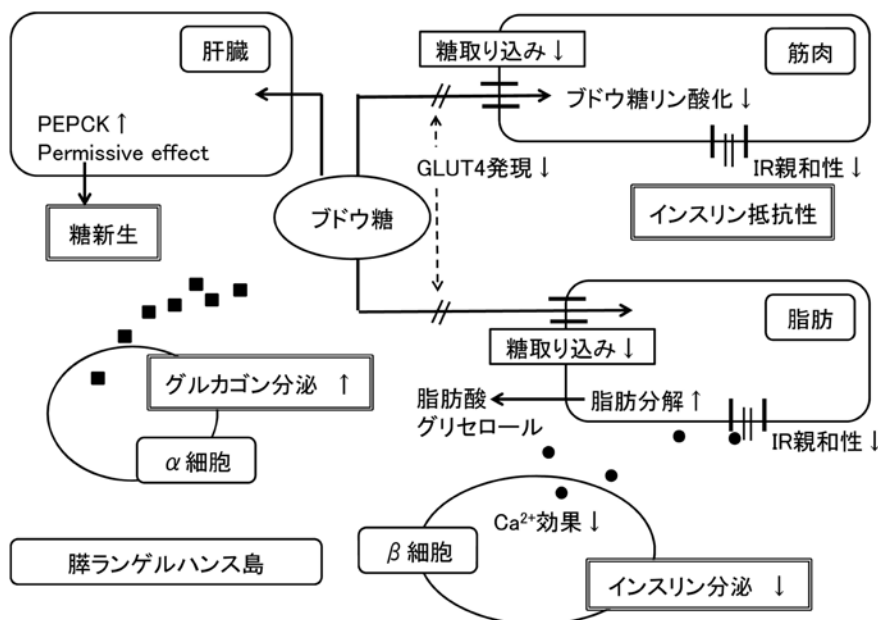 肝臓
PEPCK↑
Permissive effect
糖新生
糖取り込み↓
筋肉
ブドウ糖リン酸化↓
GLUT4発現↓
IR親和性↓
インスリン抵抗性
ブドウ糖
脂肪
糖取り込み↓
脂肪分解↑
脂肪酸
グリセロール
IR親和性↓
グルカゴン分泌 ↑
α細胞
膵ランゲルハンス島
Ca²⁺効果↓
β細胞
インスリン分泌 ↓